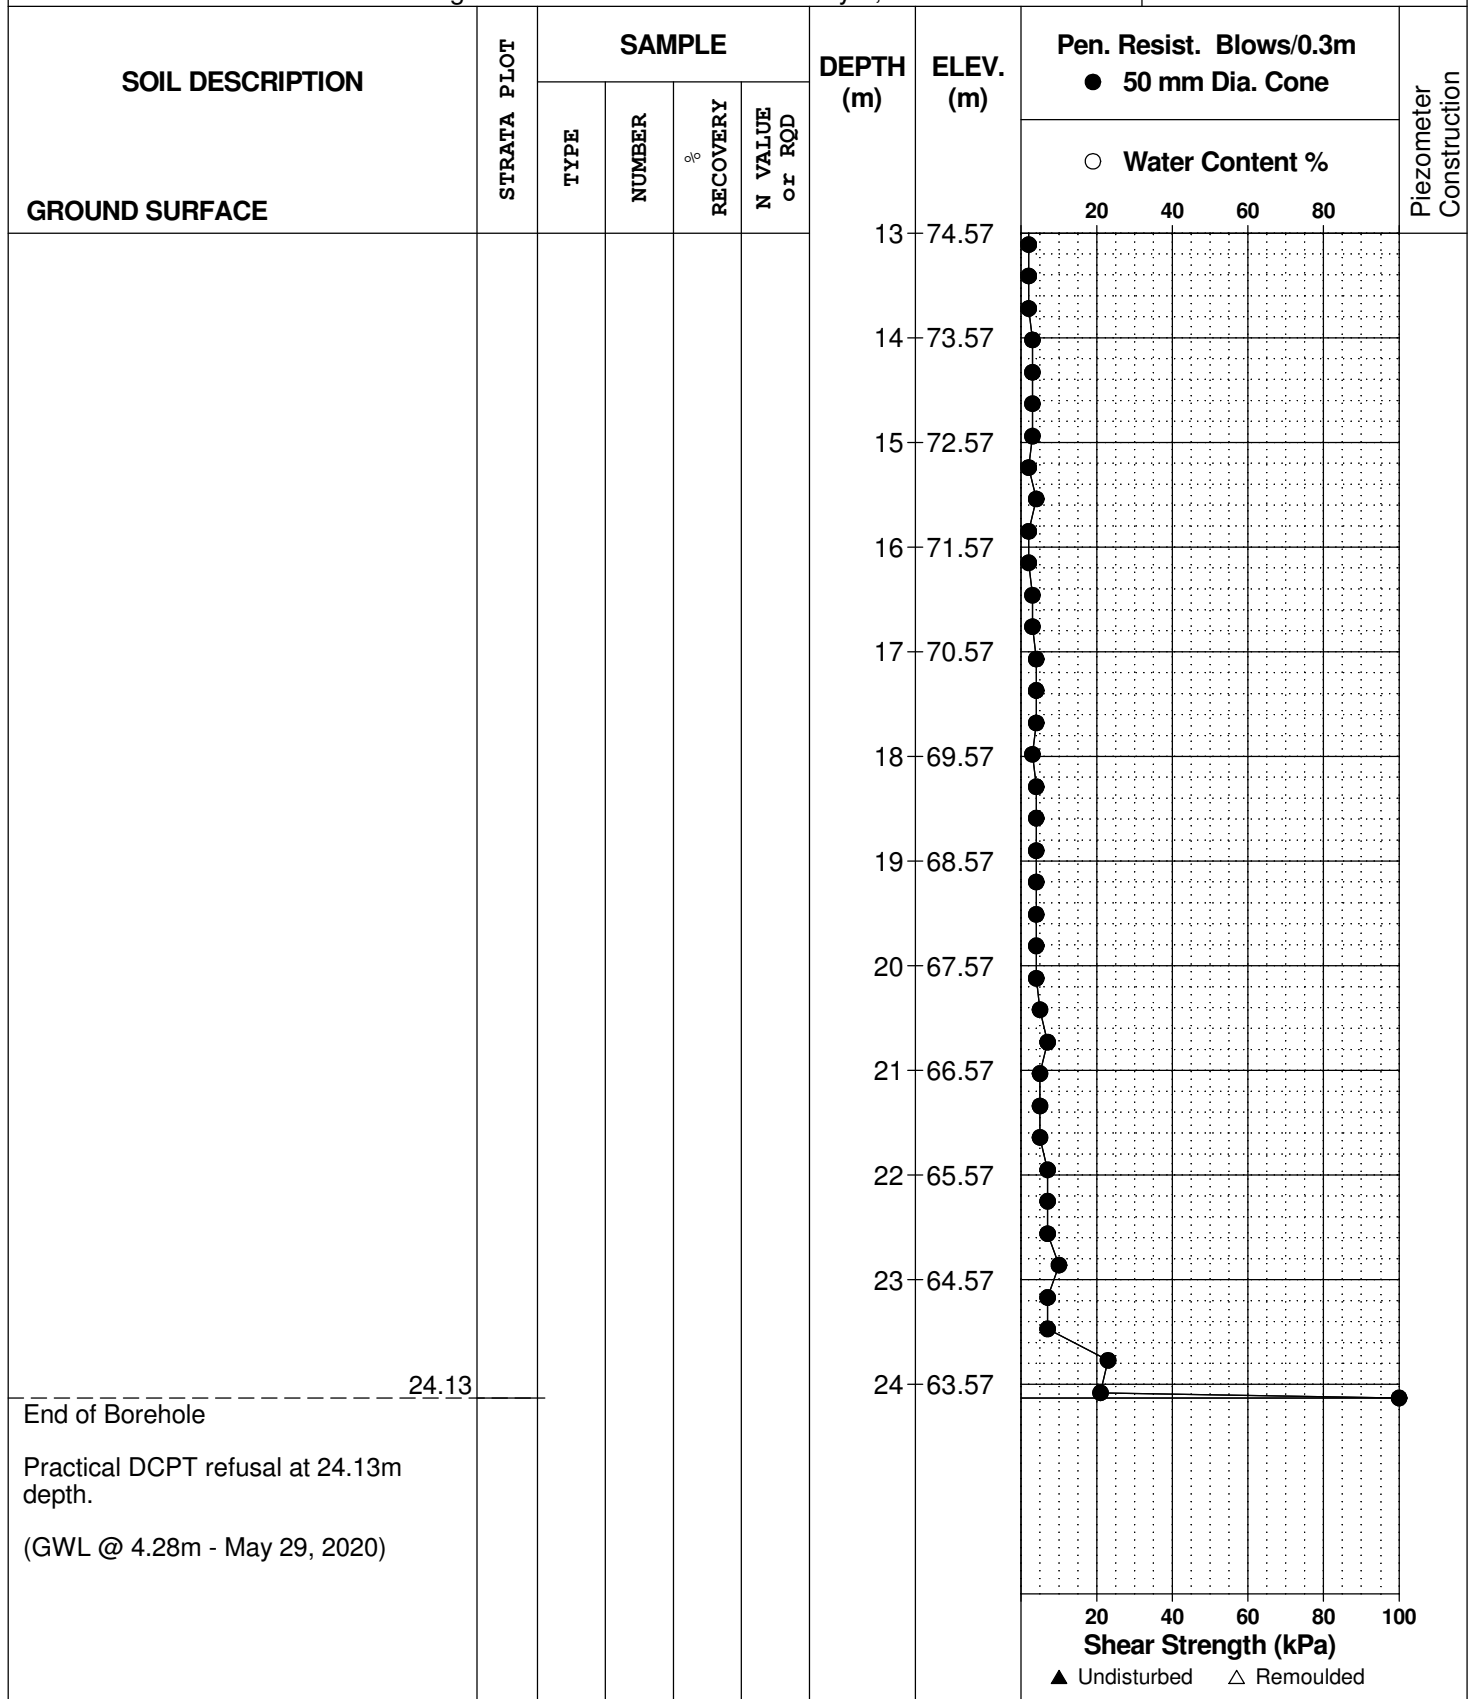 SOIL DESCRIPTION
GROUND SURFACE
STRATA PLOT
SAMPLE
TYPE
NUMBER
%
RECOVERY
N VALUE
or RQD
DEPTH
(m)
ELEV.
(m)
Pen. Resist. Blows/0.3m
● 50 mm Dia. Cone
○ Water Content %
20 40 60 80
Piezometer
Construction
13 74.57
14 73.57
15 72.57
16 71.57
17 70.57
18 69.57
19 68.57
20 67.57
21 66.57
22 65.57
23 64.57
24 63.57
24.13
End of Borehole
Practical DCPT refusal at 24.13m
depth.
(GWL @ 4.28m - May 29, 2020)
20 40 60 80 100
Shear Strength (kPa)
▲ Undisturbed △ Remoulded